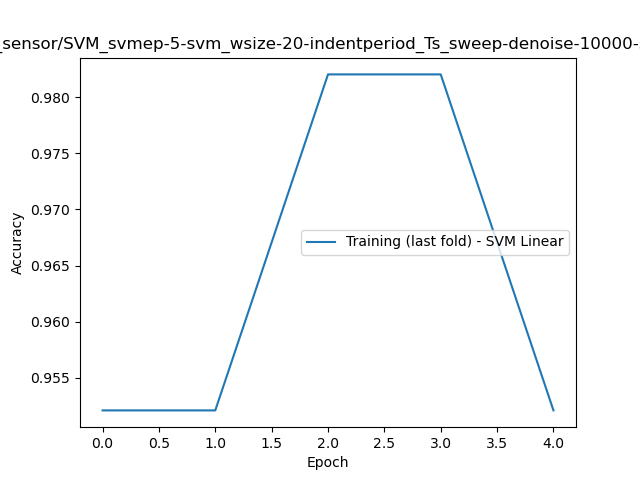 _sensor/SVM_svmep-5-svm_wsize-20-indentperiod_Ts_sweep-denoise-10000-
0.980
0.975
0.970
0.965
0.960
0.955
Accuracy
Training (last fold) - SVM Linear
0.0 0.5 1.0 1.5 2.0 2.5 3.0 3.5 4.0
Epoch